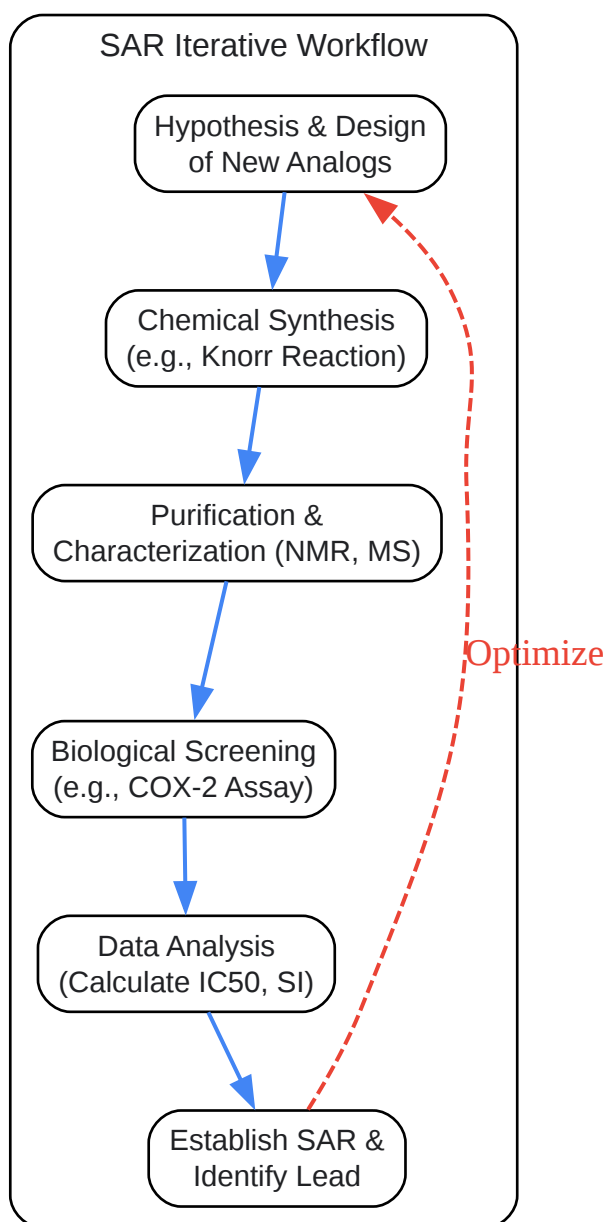 SAR Iterative Workflow
Hypothesis & Design
of New Analogs
Chemical Synthesis
(e.g., Knorr Reaction)
Purification &
Characterization (NMR, MS)
Optimize
Biological Screening
(e.g., COX-2 Assay)
Data Analysis
(Calculate IC50, SI)
Establish SAR &
Identify Lead